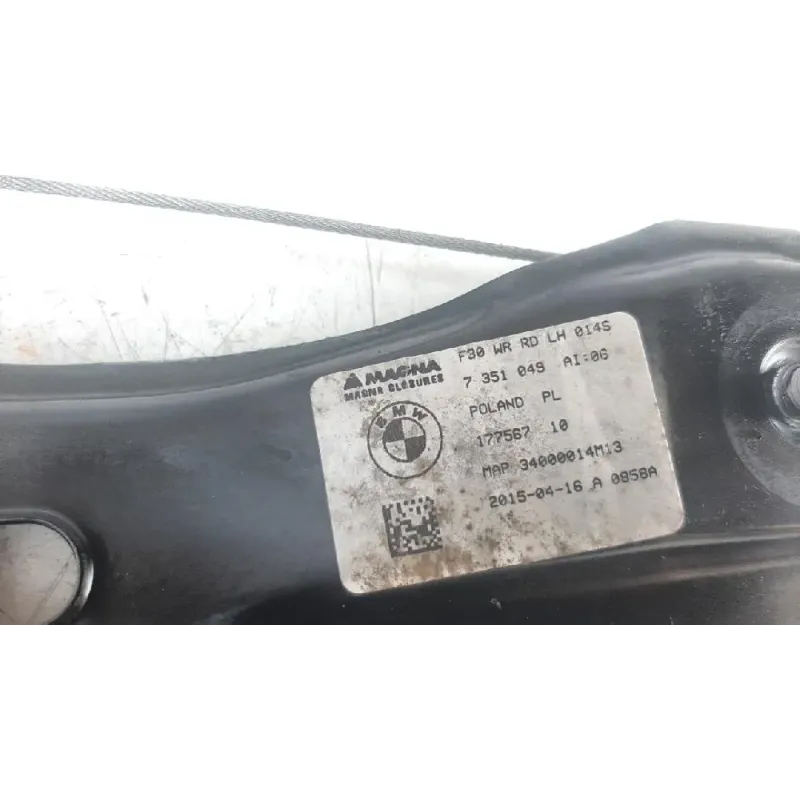 MAGNA
MAGNA CLOSURES
BMW
F30 WR RD LH 014S
7 351 049 AI:06
POLAND PL
177567 10
MAP 34000014M13
2015-04-16 A 0858A